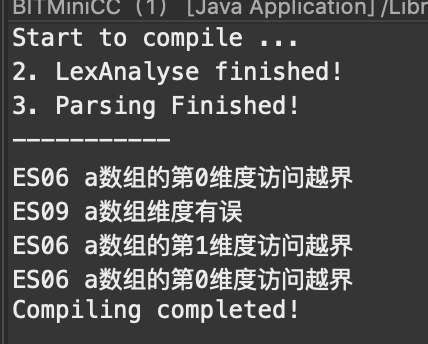 BITMiniCC (1) [Java Application] /Libr
Start to compile ...
2. LexAnalyse finished!
3. Parsing Finished!
-----------
ES06 a数组的第0维度访问越界
ES09 a数组维度有误
ES06 a数组的第1维度访问越界
ES06 a数组的第0维度访问越界
Compiling completed!